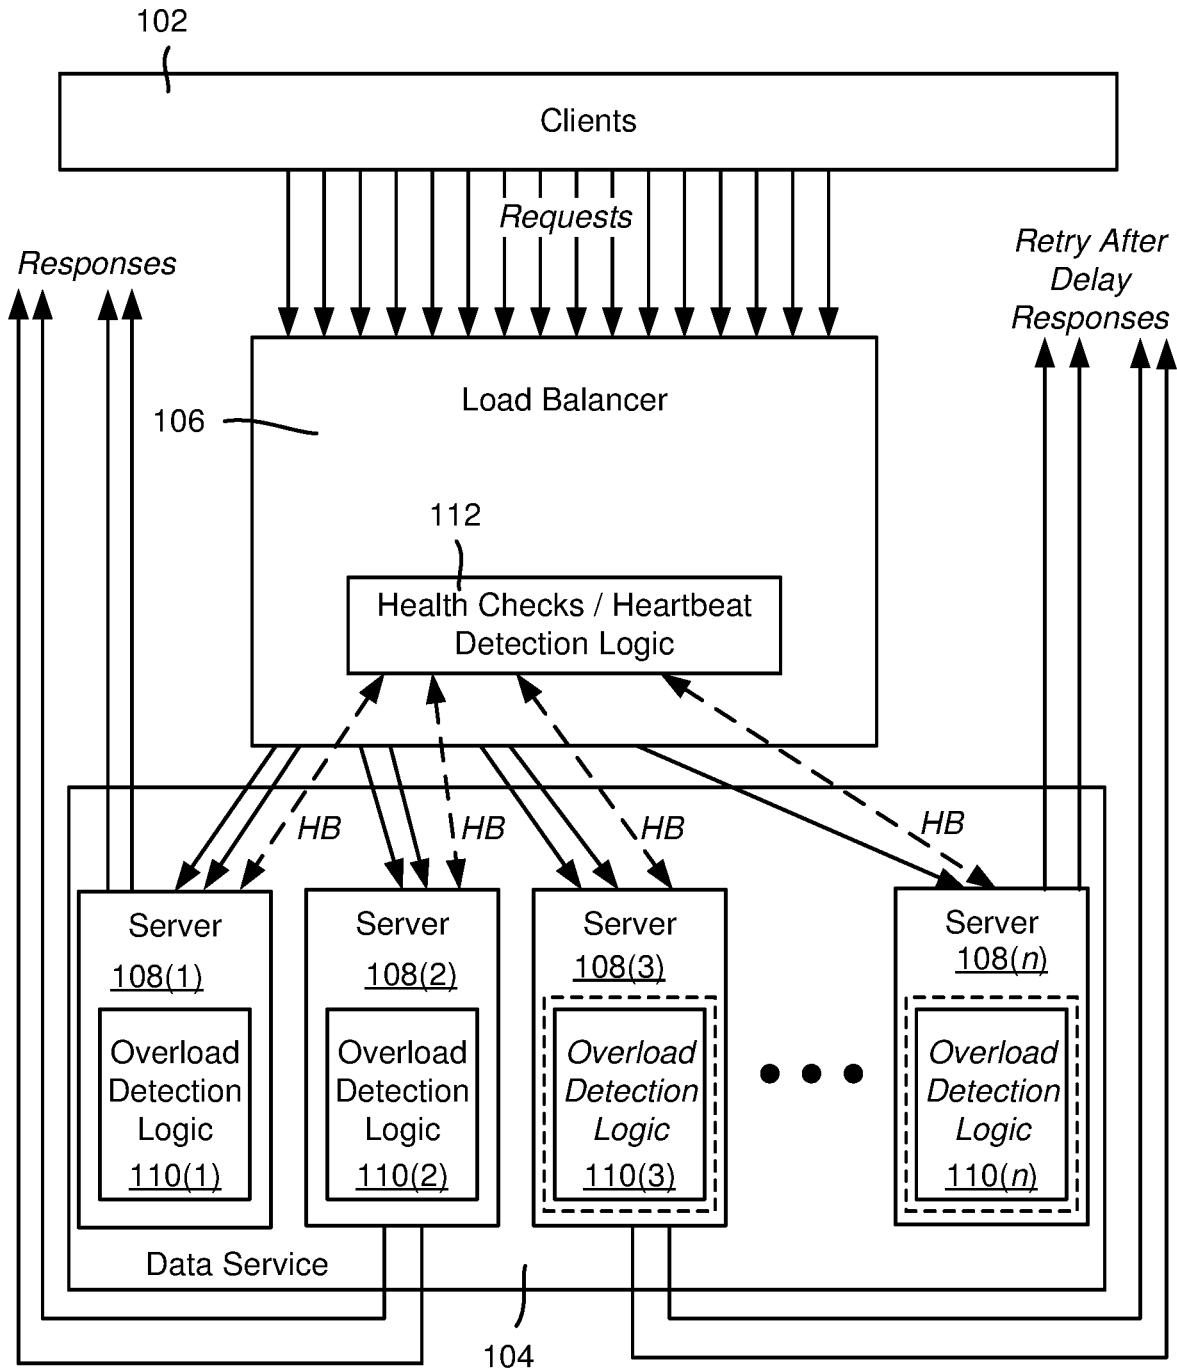 102
Clients
Requests
Responses
Retry After
Delay
Responses
Load Balancer
106
112
Health Checks / Heartbeat
Detection Logic
HB
HB
HB
HB
Server
108(1)
Overload
Detection
Logic
110(1)
Server
108(2)
Overload
Detection
Logic
110(2)
Server
108(3)
Overload
Detection
Logic
110(3)
Server
108(n)
Overload
Detection
Logic
110(n)
Data Service
104